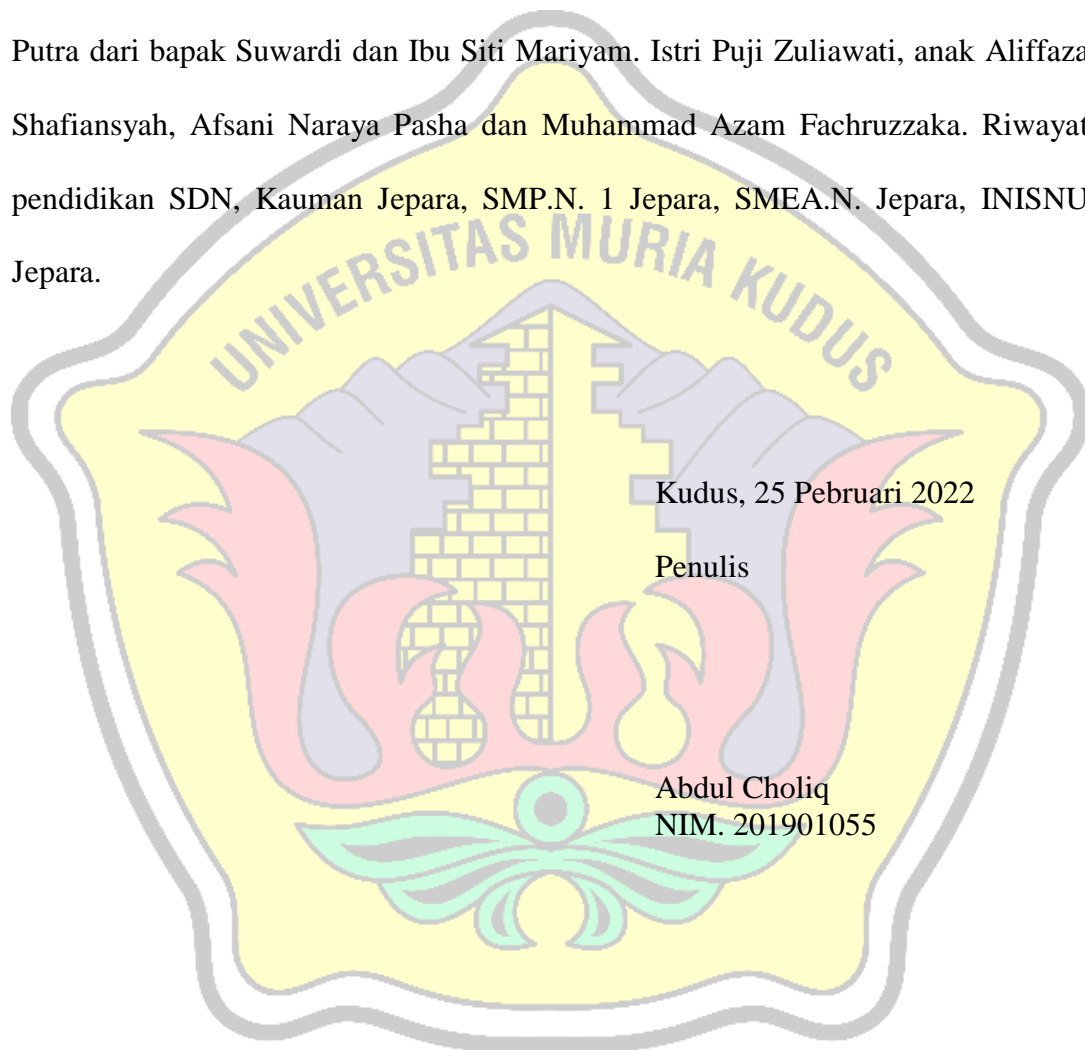 Putra dari bapak Suwardi dan Ibu Siti Mariyam. Istri Puji Zuliawati, anak Aliffaza
Shafiansyah, Afsani Naraya Pasha dan Muhammad Azam Fachruzzaka. Riwayat
pendidikan SDN, Kauman Jepara, SMP.N. 1 Jepara, SMEA.N. Jepara, INISNU
Jepara.
UNIVERSITAS MURIA KUDUS
Kudus, 25 Pebruari 2022
Penulis
Abdul Choliq
NIM. 201901055